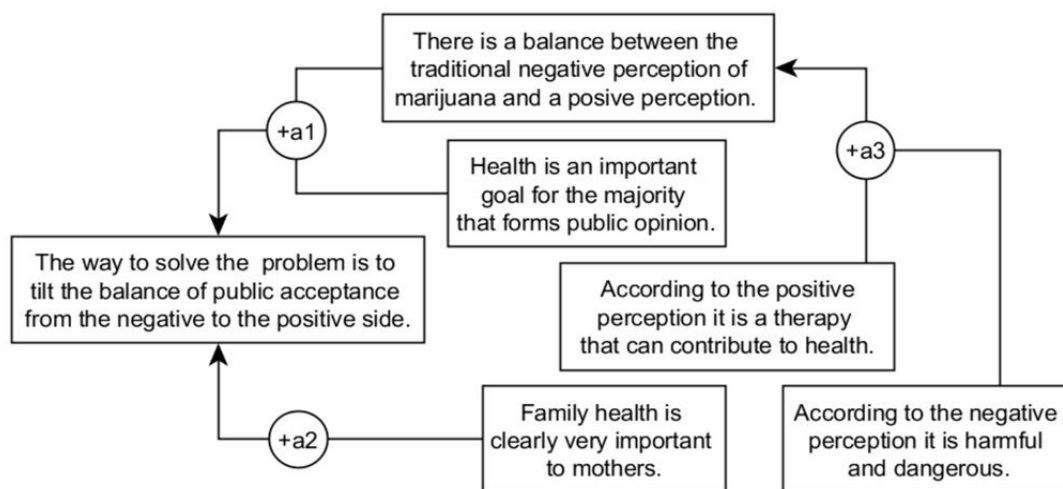 There is a balance between the
traditional negative perception of
marijuana and a posive perception.
+a1
+a3
Health is an important
goal for the majority
that forms public opinion.
The way to solve the problem is to
tilt the balance of public acceptance
from the negative to the positive side.
According to the positive
perception it is a therapy
that can contribute to health.
+a2
Family health is
clearly very important
to mothers.
According to the negative
perception it is harmful
and dangerous.